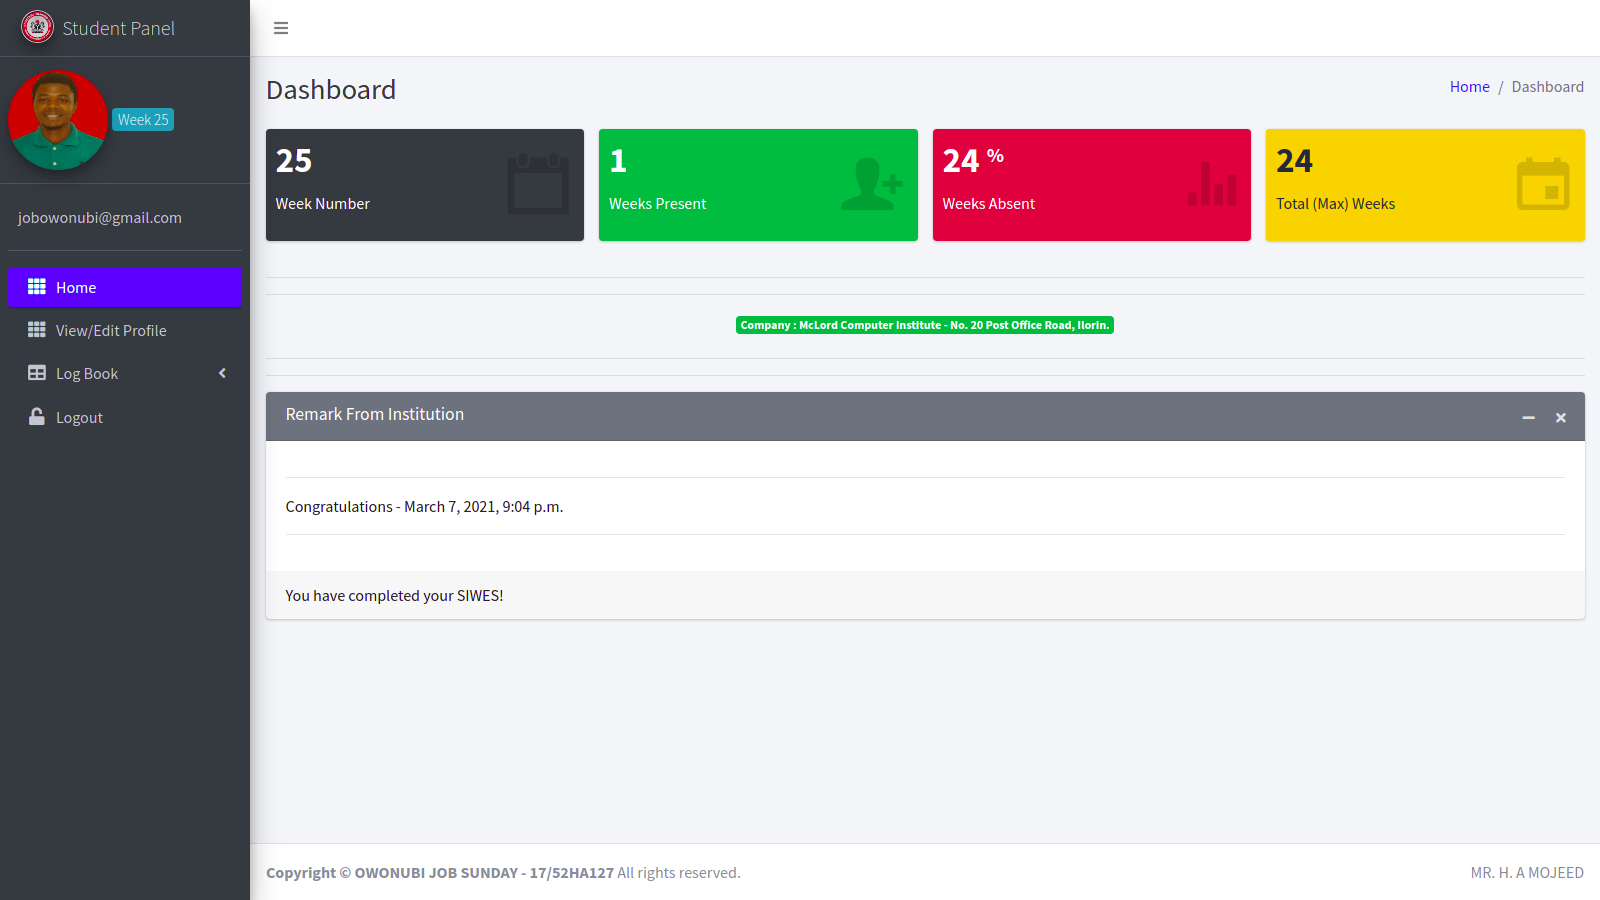 Student Panel
Week 25
jobowonubi@gmail.com
Home
View/Edit Profile
Log Book
Logout
Dashboard
Home / Dashboard
25
Week Number
1
Weeks Present
24 %
Weeks Absent
24
Total (Max) Weeks
Company : McLord Computer Institute - No. 20 Post Office Road, Ilorin.
Remark From Institution
Congratulations - March 7, 2021, 9:04 p.m.
You have completed your SIWES!
Copyright © OWONUBI JOB SUNDAY - 17/52HA127 All rights reserved.
MR. H. A MOJEED